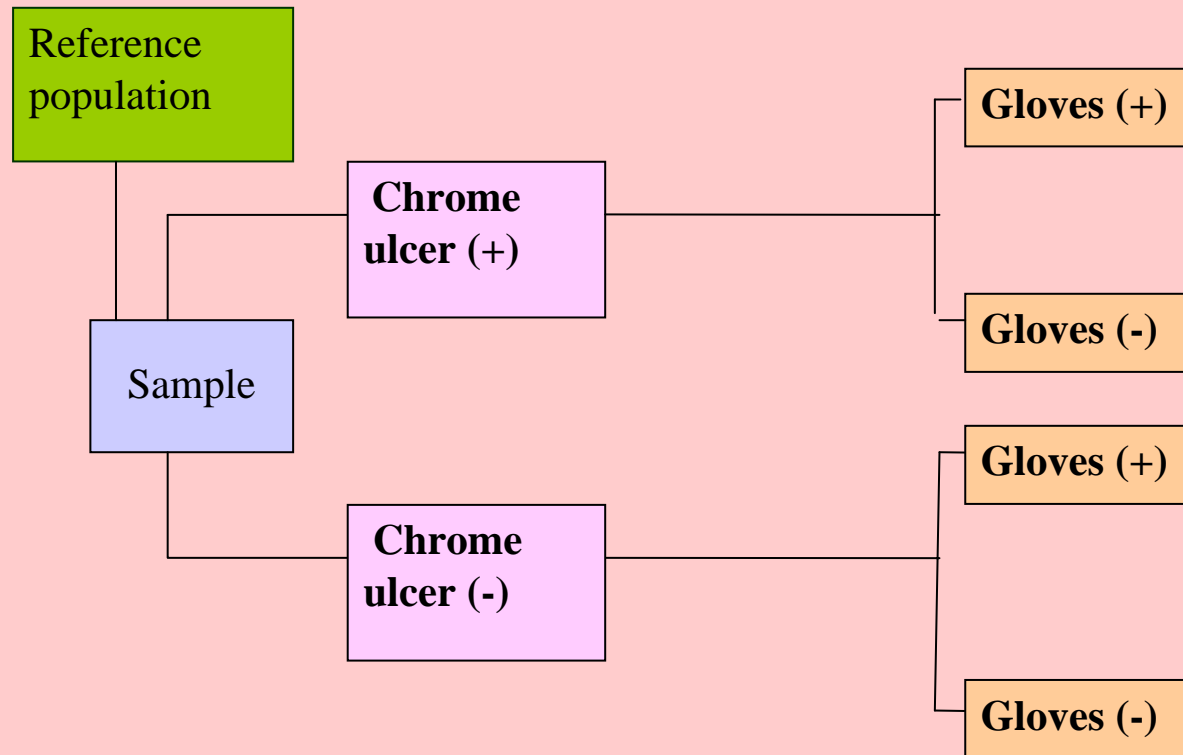 Reference
population
Sample
Chrome
ulcer (+)
Gloves (+)
Gloves (-)
Chrome
ulcer (-)
Gloves (+)
Gloves (-)